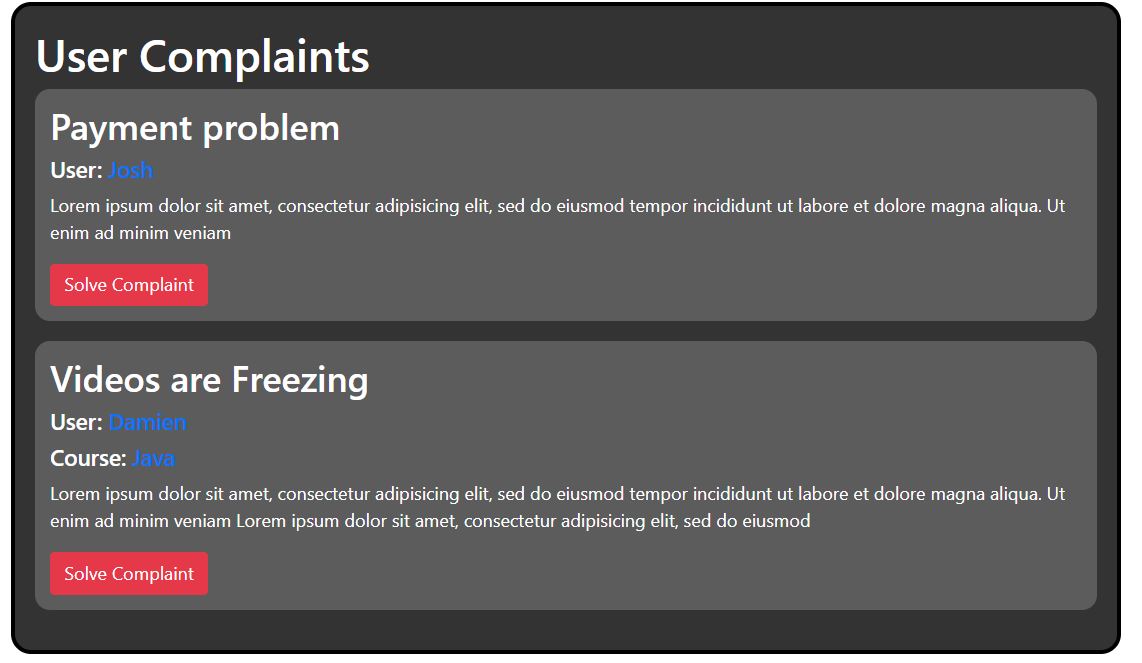 User Complaints
Payment problem
User: Josh
Lorem ipsum dolor sit amet, consectetur adipisicing elit, sed do eiusmod tempor incididunt ut labore et dolore magna aliqua. Ut
enim ad minim veniam
Solve Complaint
Videos are Freezing
User: Damien
Course: Java
Lorem ipsum dolor sit amet, consectetur adipisicing elit, sed do eiusmod tempor incididunt ut labore et dolore magna aliqua. Ut
enim ad minim veniam Lorem ipsum dolor sit amet, consectetur adipisicing elit, sed do eiusmod
Solve Complaint